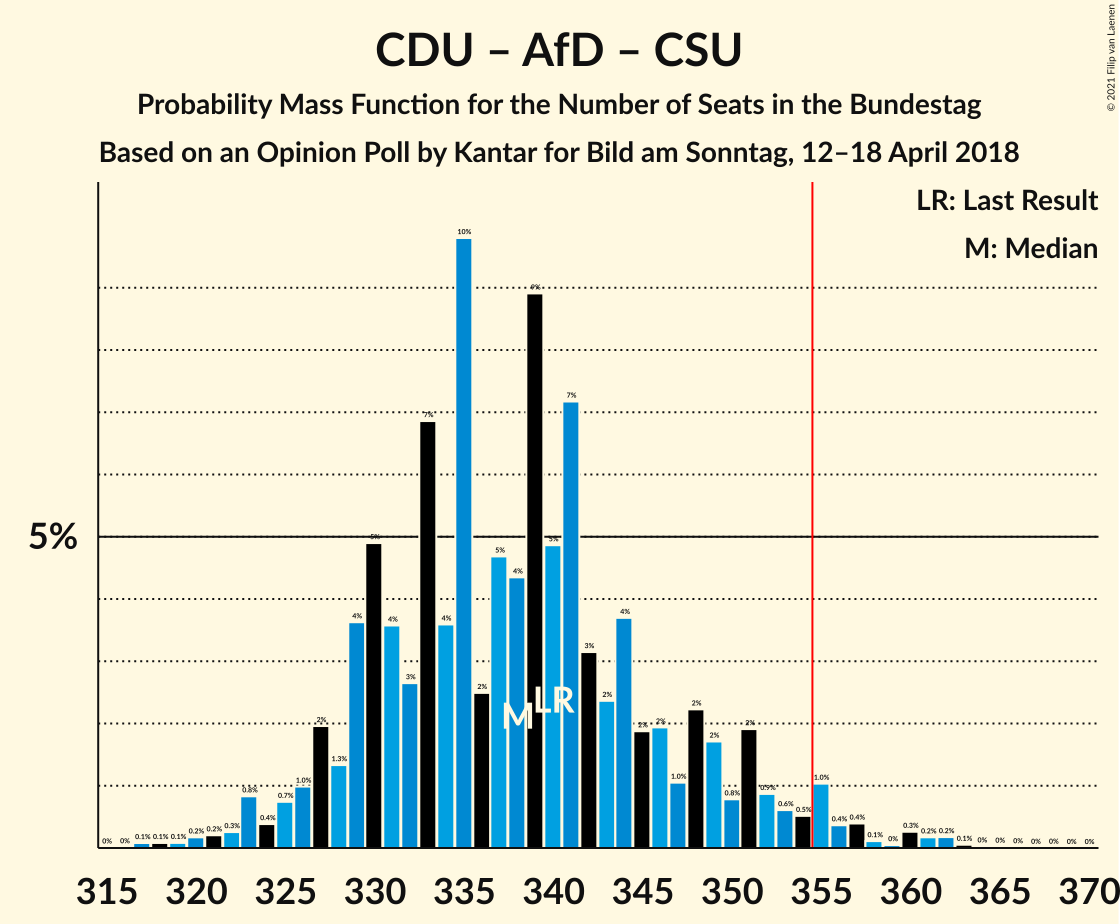 CDU – AfD – CSU
Probability Mass Function for the Number of Seats in the Bundestag
Based on an Opinion Poll by Kantar for Bild am Sonntag, 12–18 April 2018
© 2021 Filip van Laenen
LR: Last Result
M: Median
5%
0% 0% 0.1% 0.1% 0.1% 0.2% 0.2% 0.3% 0.8% 0.4% 0.7% 1.0% 2% 1.3% 4% 5% 4% 3% 7% 4% 10% 2% 5% 4% 9% 5% 7% 3% 2% 4% 2% 2% 1.0% 2% 2% 0.8% 2% 0.9% 0.6% 0.5% 1.0% 0.4% 0.4% 0.1% 0% 0.3% 0.2% 0.2% 0.1% 0% 0% 0% 0% 0% 0% 0%
M LR
315 320 325 330 335 340 345 350 355 360 365 370